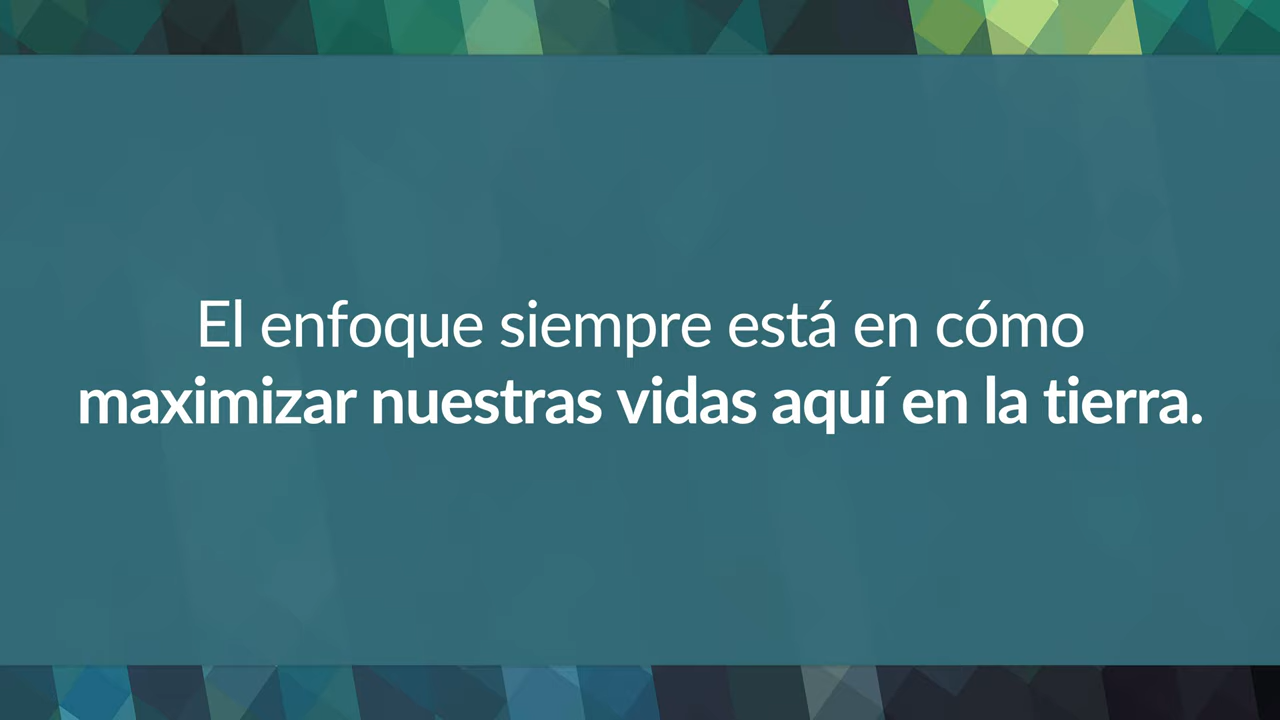 El enfoque siempre está en cómo
maximizar nuestras vidas aquí en la tierra.